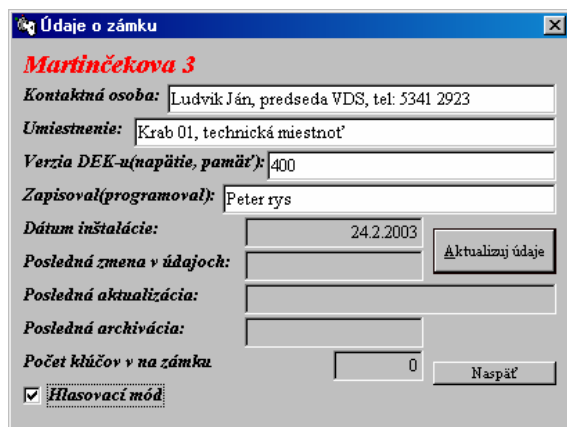 Údaje o zámku
Martinčekova 3
Kontaktná osoba: Ludvik Ján, predseda VDS, tel: 5341 2923
Umiestnenie: Krab 01, technická miestnoť
Verzia DEK-u(napätie, pamäť): 400
Zapisoval(programoval): Peter rys
Dátum inštalácie: 24.2.2003
Aktualizuj údaje
Posledná zmena v údajoch:
Posledná aktualizácia:
Posledná archivácia:
Počet kľúčov v na zámku 0
Naspäť
Hlasovací mód